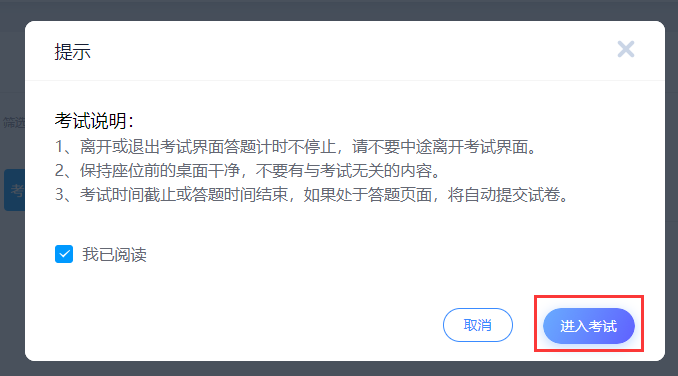 提示
考试说明：
1、离开或退出考试界面答题计时不停止，请不要中途离开考试界面。
2、保持座位前的桌面干净，不要有与考试无关的内容。
3、考试时间截止或答题时间结束，如果处于答题页面，将自动提交试卷。
我已阅读
取消
进入考试
筛选
考